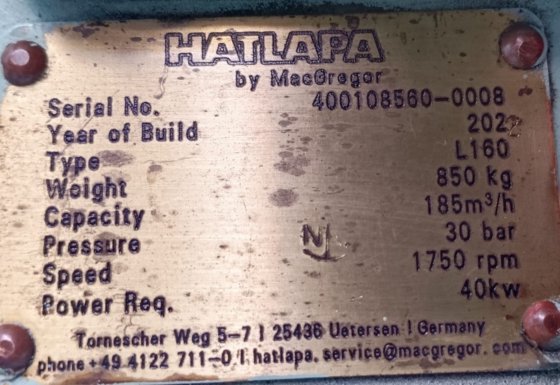 HATLAPA
by MacGregor
Serial No. 400108560-0008
Year of Build 2022
Type L160
Weight 850 kg
Capacity 185m³/h
Pressure 30 bar
Speed 1750 rpm
Power Req. 40kw
N
Tornescher Weg 5-7 | 25436 Uetersen | Germany
phone +49 4122 711-0 | hatlapa.service@macgregor.com